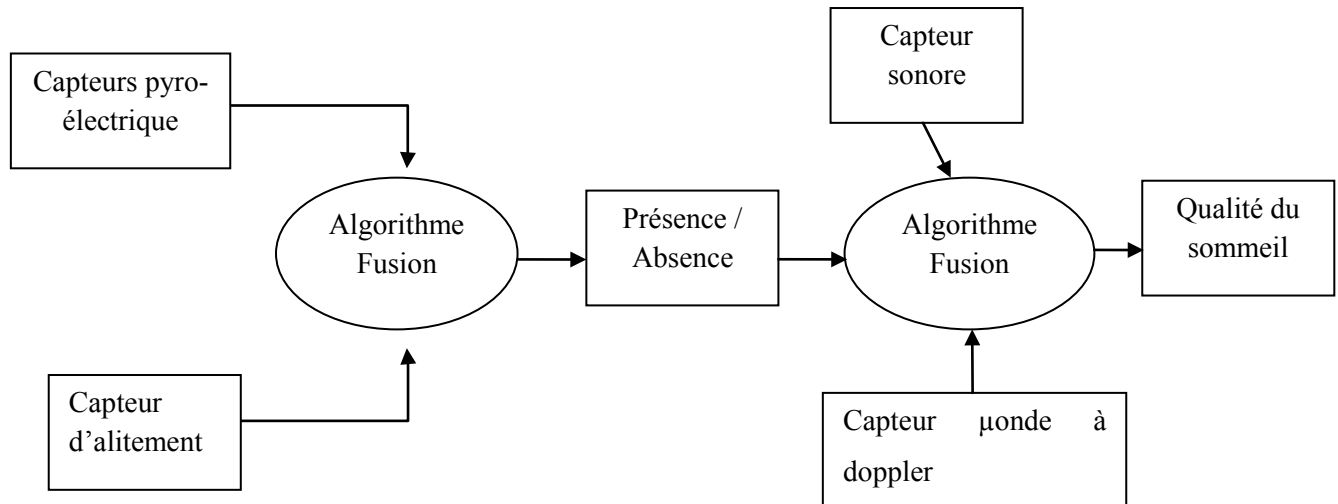 Capteurs pyro-
électrique
Capteur
d’alitement
Algorithme
Fusion
Présence /
Absence
Capteur
sonore
Algorithme
Fusion
Capteur µonde à
doppler
Qualité du
sommeil